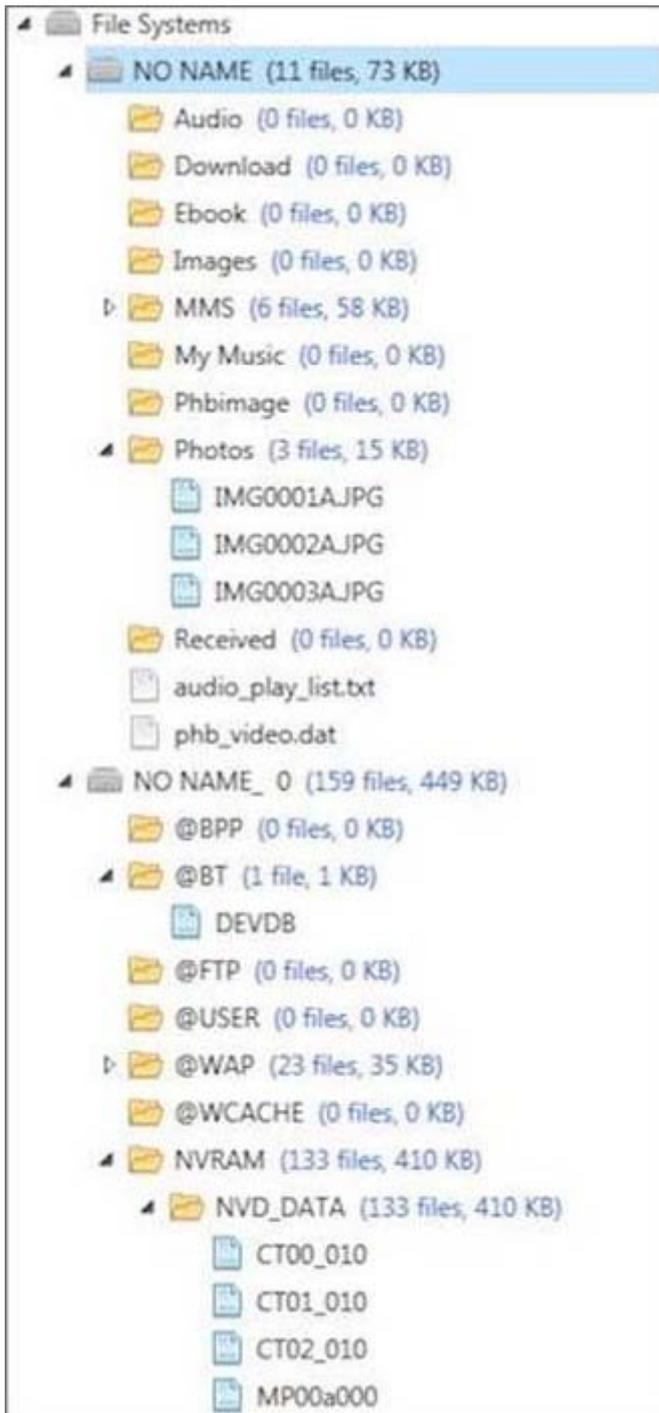 File Systems
NO NAME (11 files, 73 KB)
Audio (0 files, 0 KB)
Download (0 files, 0 KB)
Ebook (0 files, 0 KB)
Images (0 files, 0 KB)
MMS (6 files, 58 KB)
My Music (0 files, 0 KB)
Phbimage (0 files, 0 KB)
Photos (3 files, 15 KB)
IMG0001A.JPG
IMG0002A.JPG
IMG0003A.JPG
Received (0 files, 0 KB)
audio_play_list.txt
phb_video.dat
NO NAME_ 0 (159 files, 449 KB)
@BPP (0 files, 0 KB)
@BT (1 file, 1 KB)
DEVDB
@FTP (0 files, 0 KB)
@USER (0 files, 0 KB)
@WAP (23 files, 35 KB)
@WCACHE (0 files, 0 KB)
NVRAM (133 files, 410 KB)
NVD_DATA (133 files, 410 KB)
CT00_010
CT01_010
CT02_010
MP00a000